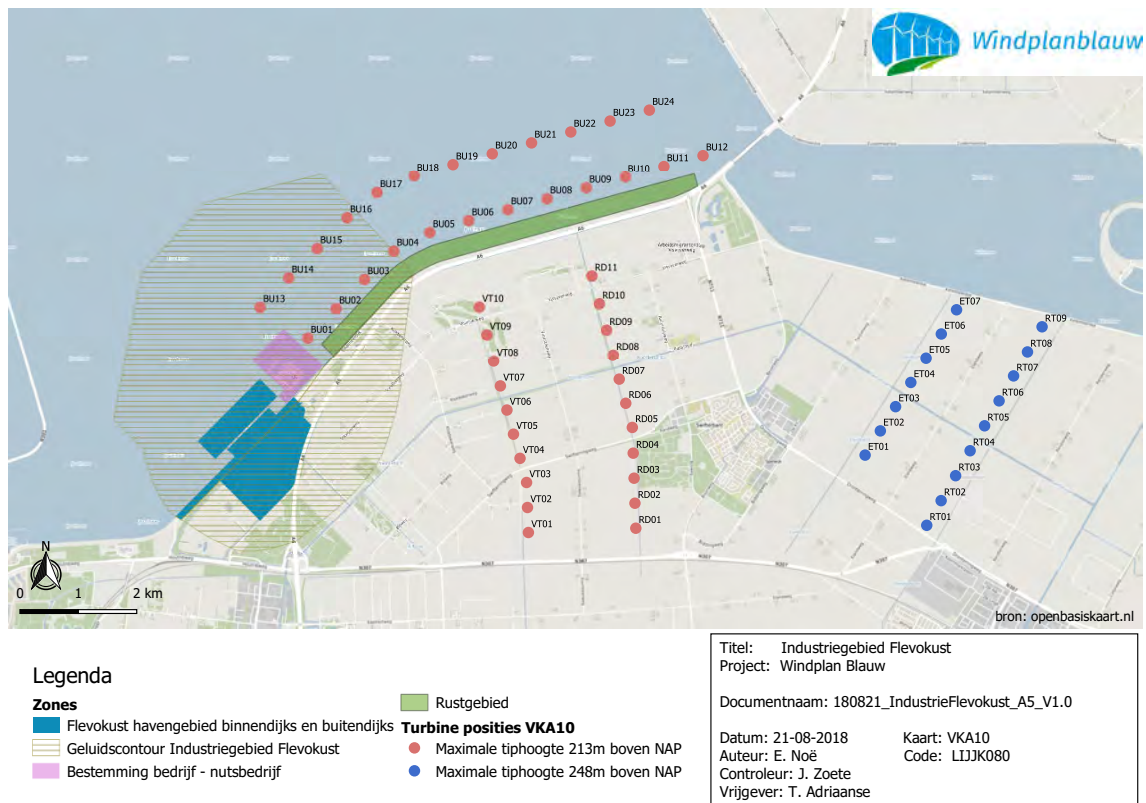 Windplanblauw
BU24
BU23
BU22
BU21
BU20
BU19
BU18
BU17
BU16
BU15
BU14
BU13
BU12
BU11
BU10
BU09
BU08
BU07
BU06
BU05
BU04
BU03
BU02
BU01
VT10
VT09
VT08
VT07
VT06
VT05
VT04
VT03
VT02
VT01
RD11
RD10
RD09
RD08
RD07
RD06
RD05
RD04
RD03
RD02
RD01
ET07
ET06
ET05
ET04
ET03
ET02
ET01
RT09
RT08
RT07
RT06
RT05
RT04
RT03
RT02
RT01
A6
A6
N307
N307
N307
N
0 1 2 km
bron: openbasiskaart.nl
Legenda
Zones
Flevokust havengebied binnendijks en buitendijks
Geluidscontour Industriegebied Flevokust
Bestemming bedrijf - nutsbedrijf
Rustgebied
Turbine posities VKA10
Maximale tiphoogte 213m boven NAP
Maximale tiphoogte 248m boven NAP
Titel: Industriegebied Flevokust
Project: Windplan Blauw
Documentnaam: 180821_IndustrieFlevokust_A5_V1.0
Datum: 21-08-2018 Kaart: VKA10
Auteur: E. Noë Code: LIJJK080
Controleur: J. Zoete
Vrijgever: T. Adriaanse